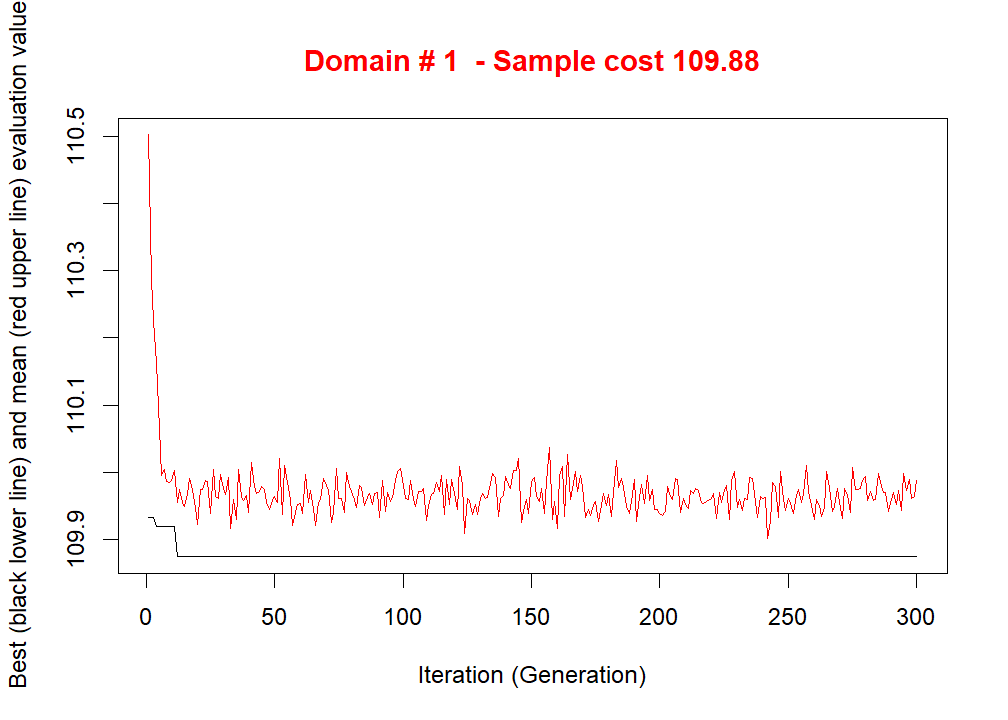 Domain # 1  - Sample cost 109.88
Best (black lower line) and mean (red upper line) evaluation value
110.5
110.3
110.1
109.9
0 50 100 150 200 250 300
Iteration (Generation)